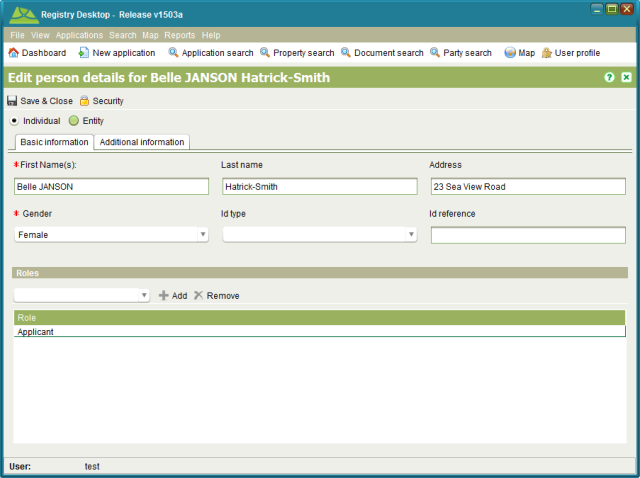 Registry Desktop - Release v1503a
File View Applications Search Map Reports Help
Dashboard New application Application search Property search Document search Party search Map User profile
Edit person details for Belle JANSON Hatrick-Smith
Save & Close Security
Individual Entity
Basic information Additional information
*First Name(s): Last name Address
Belle JANSON Hatrick-Smith 23 Sea View Road
* Gender Id type Id reference
Female
Roles
Add Remove
Role
Applicant
User: test